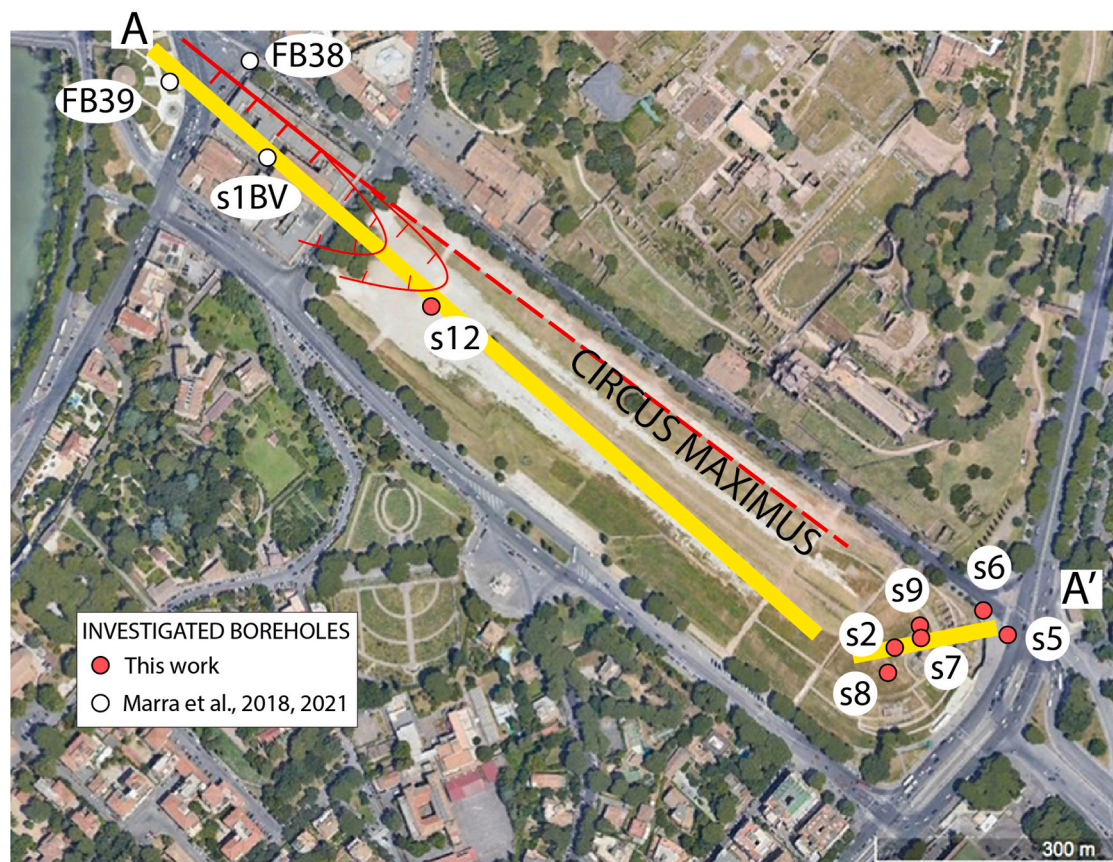 A
FB38
FB39
s1BV
s12
CIRCUS MAXIMUS
s6
A'
s9
s2
s5
s7
s8
INVESTIGATED BOREHOLES
This work
Marra et al., 2018, 2021
300 m